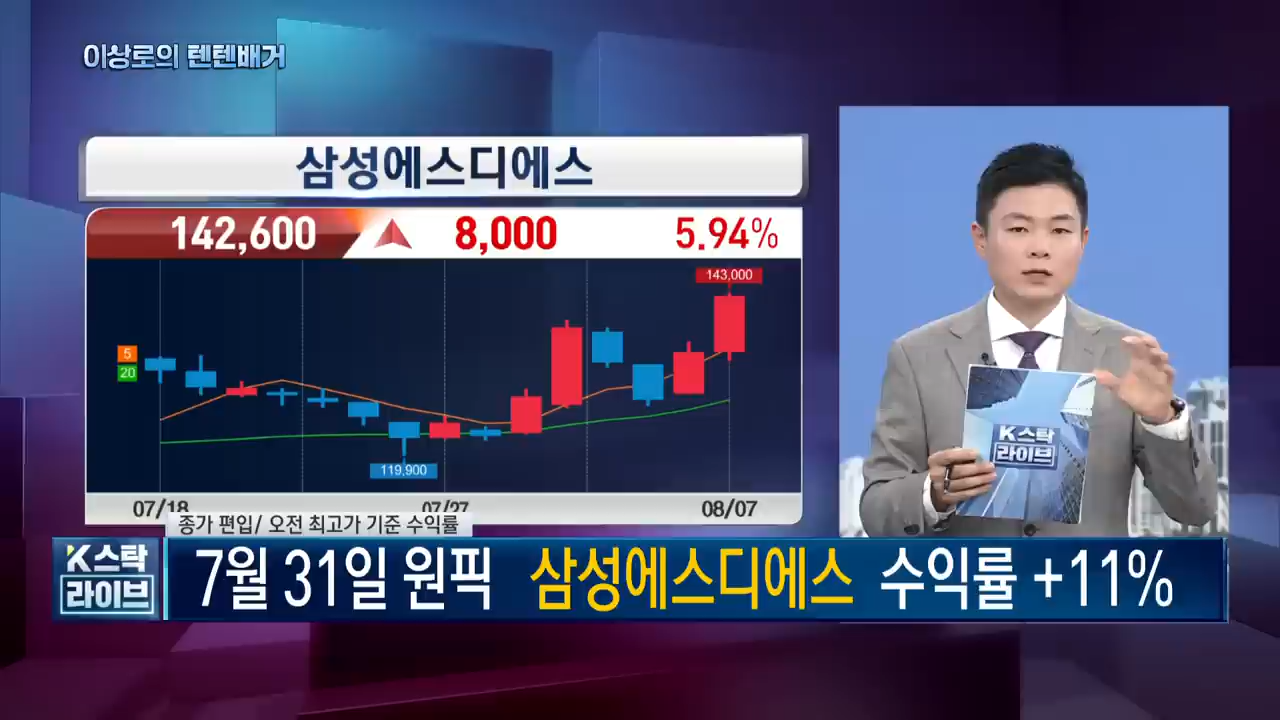 이상로의 텐텐배거
삼성에스디에스
142,600 8,000 5.94%
143,000
5
20
119,900
07/18 07/27 08/07
종가 편입/ 오전 최고가 기준 수익률
K스탁
라이브
7월 31일 원픽 삼성에스디에스 수익률 +11%
K스탁
라이브